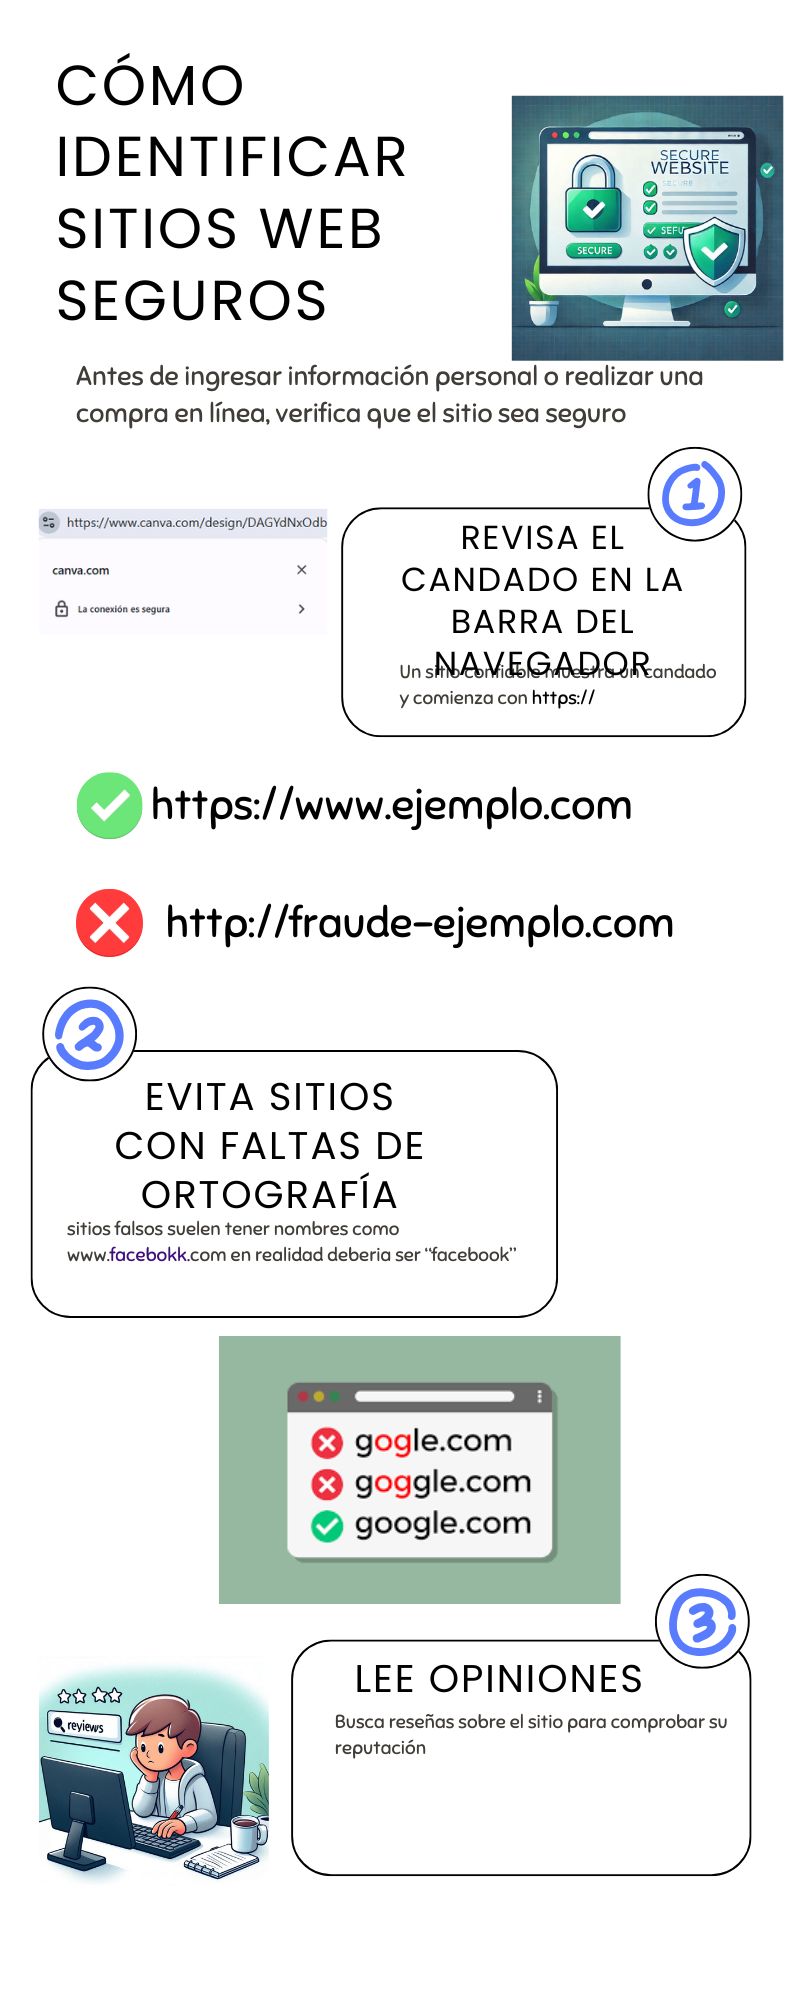 CÓMO
IDENTIFICAR
SITIOS WEB
SEGUROS
SECURE
WEBSITE
SECURE
SEFU
SECURE
Antes de ingresar información personal o realizar una
compra en línea, verifica que el sitio sea seguro
1
https://www.canva.com/design/DAGYdNxOdb
canva.com
La conexión es segura
REVISA EL
CANDADO EN LA
BARRA DEL
NAVEGADOR
Un sitio confiable muestra un candado
y comienza con https://
https://www.ejemplo.com
http://fraude-ejemplo.com
2
EVITA SITIOS
CON FALTAS DE
ORTOGRAFÍA
sitios falsos suelen tener nombres como
www.facebokk.com en realidad deberia ser “facebook”
gogle.com
goggle.com
google.com
3
LEE OPINIONES
Busca reseñas sobre el sitio para comprobar su
reputación
reviews